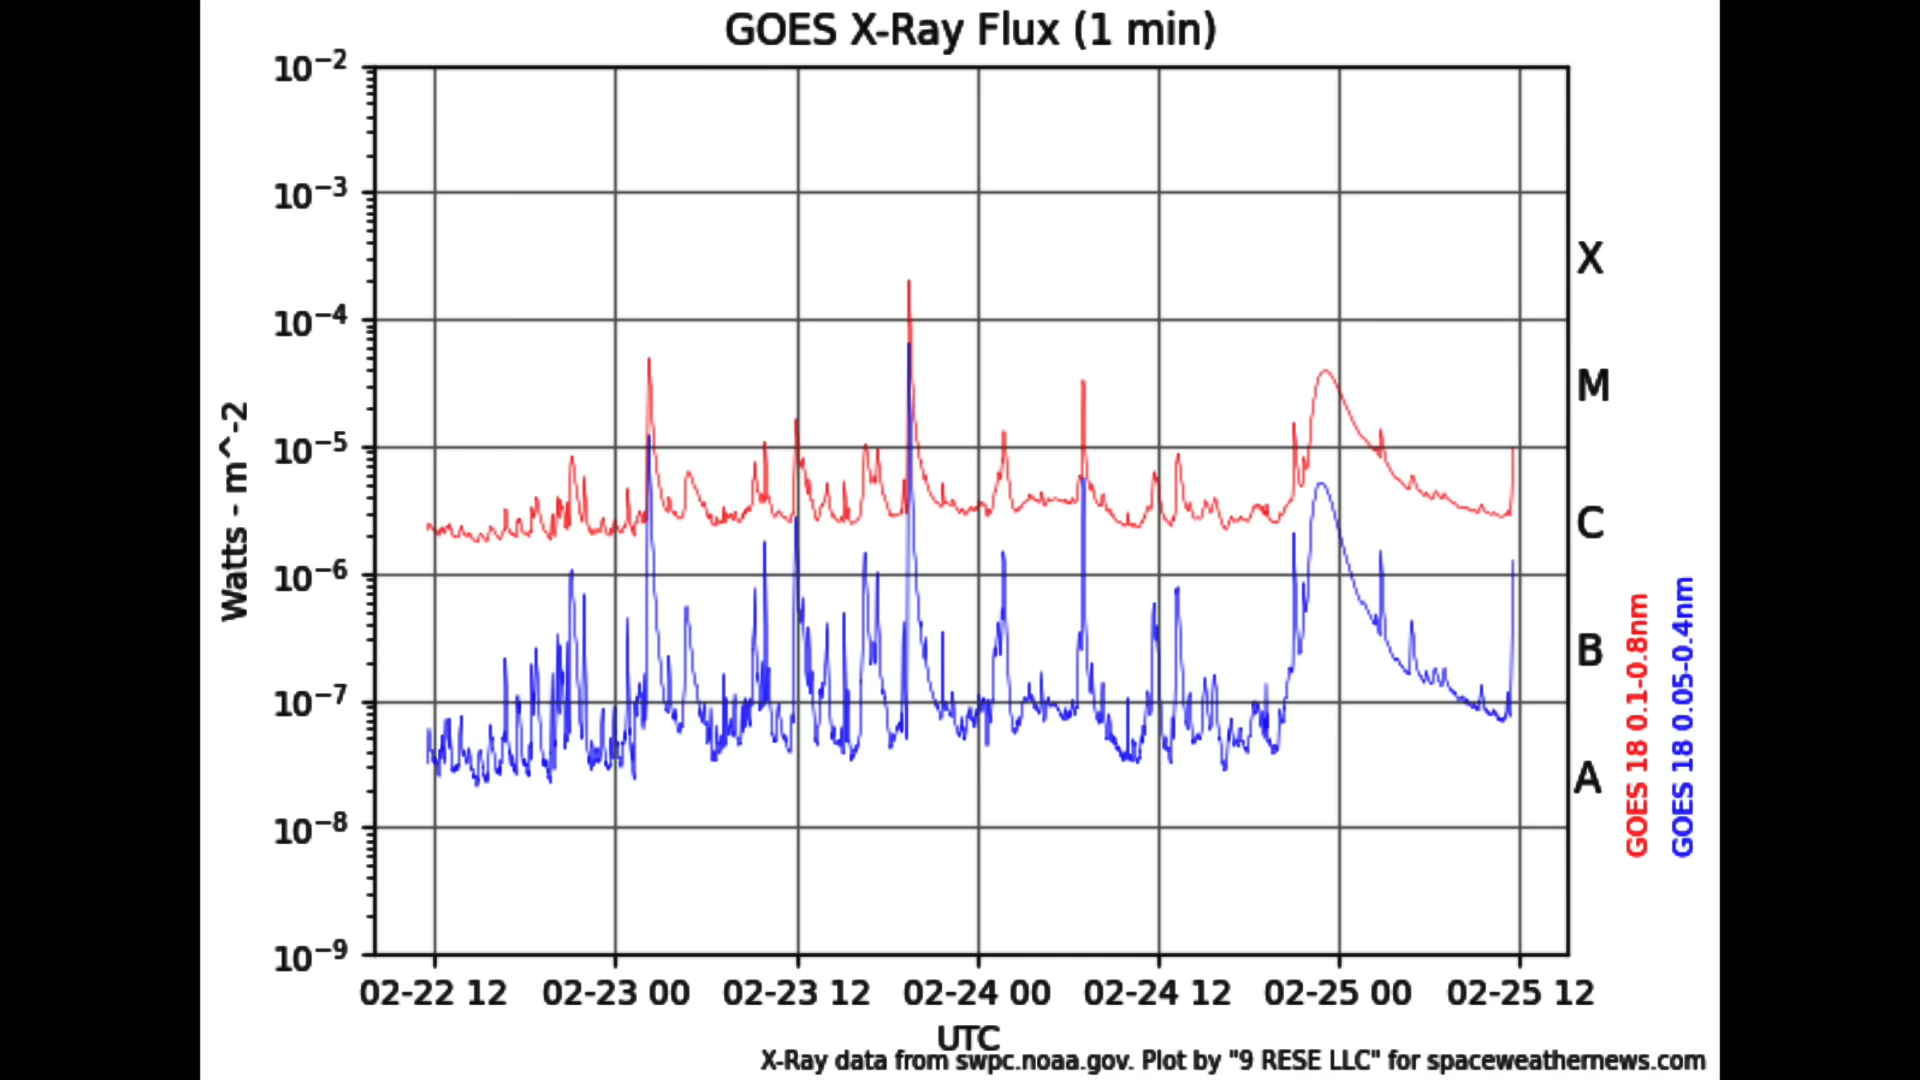 GOES X-Ray Flux (1 min)
10−2
10−3
10−4
10−5
10−6
10−7
10−8
10−9
Watts - m^-2
X
M
C
B
A
GOES 18 0.1-0.8nm
GOES 18 0.05-0.4nm
02-22 12 02-23 00 02-23 12 02-24 00 02-24 12 02-25 00 02-25 12
UTC
X-Ray data from swpc.noaa.gov. Plot by "9 RESE LLC" for spaceweathernews.com